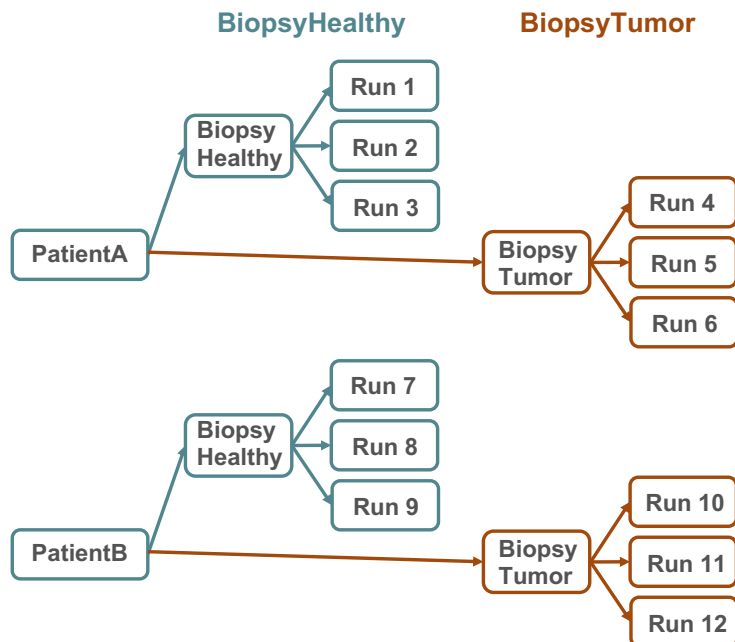 BiopsyHealthy
BiopsyTumor
Run 1
Biopsy
Healthy
Run 2
Run 3
Run 4
PatientA
Biopsy
Tumor
Run 5
Run 6
Run 7
Biopsy
Healthy
Run 8
Run 9
Run 10
PatientB
Biopsy
Tumor
Run 11
Run 12